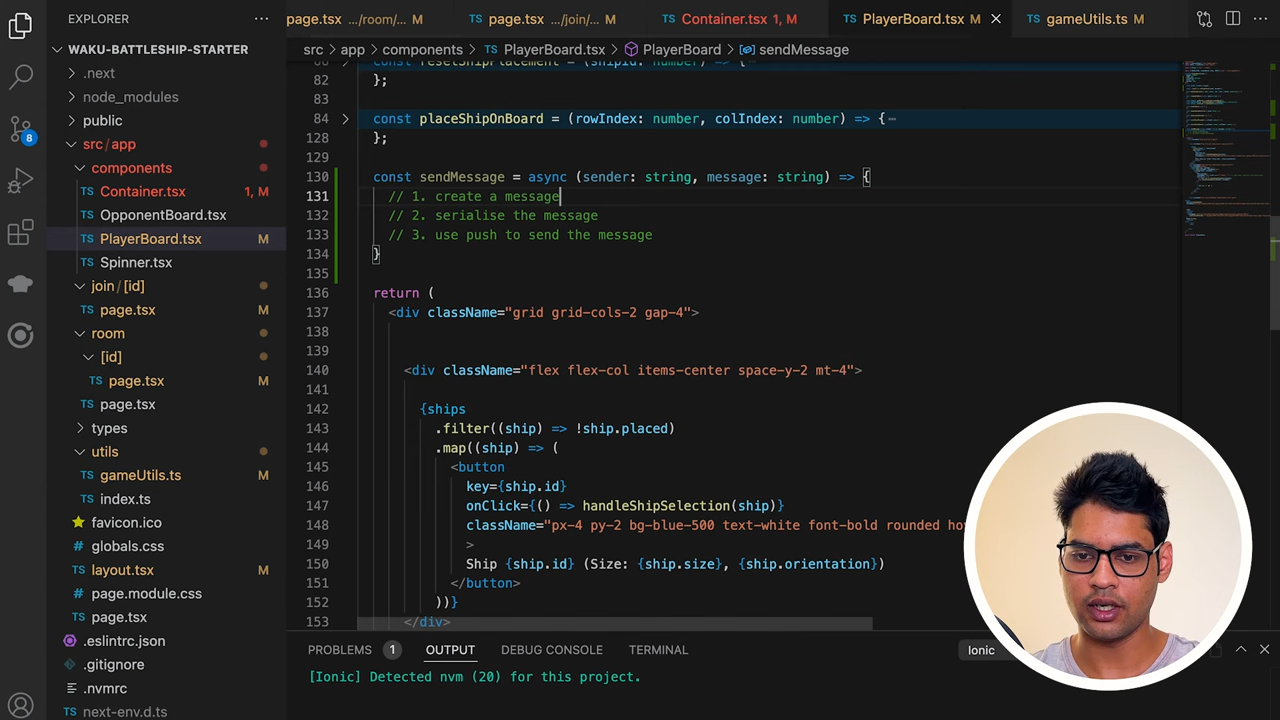 EXPLORER
WAKU-BATTLESHIP-STARTER
.next
node_modules
public
src / app
components
Container.tsx 1, M
OpponentBoard.tsx
PlayerBoard.tsx M
Spinner.tsx
join / [id]
page.tsx M
room
[id]
page.tsx M
page.tsx
types
utils
gameUtils.ts M
index.ts
favicon.ico
globals.css
layout.tsx M
page.module.css
page.tsx
.eslintrc.json
.gitignore
.nvmrc
next-env.d.ts
8
page.tsx .../room/... M
page.tsx .../join/... M
Container.tsx 1, M
PlayerBoard.tsx M
gameUtils.ts M
src > app > components > PlayerBoard.tsx > PlayerBoard > sendMessage
const resetShipPlacement = (shipId: number) => {
82 };
83
84 const placeShipOnBoard = (rowIndex: number, colIndex: number) => {
128 };
129
130 const sendMessage = async (sender: string, message: string) => {
131 // 1. create a message
132 // 2. serialise the message
133 // 3. use push to send the message
134 }
135
136 return (
137 <div className="grid grid-cols-2 gap-4">
138
139
140 <div className="flex flex-col items-center space-y-2 mt-4">
141
142 {ships
143 .filter((ship) => !ship.placed)
144 .map((ship) => (
145 <button
146 key={ship.id}
147 onClick={() => handleShipSelection(ship)}
148 className="px-4 py-2 bg-blue-500 text-white font-bold rounded
149 >
150 Ship {ship.id} (Size: {ship.size}, {ship.orientation})
151 </button>
152 ))}
153 </div>
PROBLEMS 1 OUTPUT DEBUG CONSOLE TERMINAL Ionic
[Ionic] Detected nvm (20) for this project.